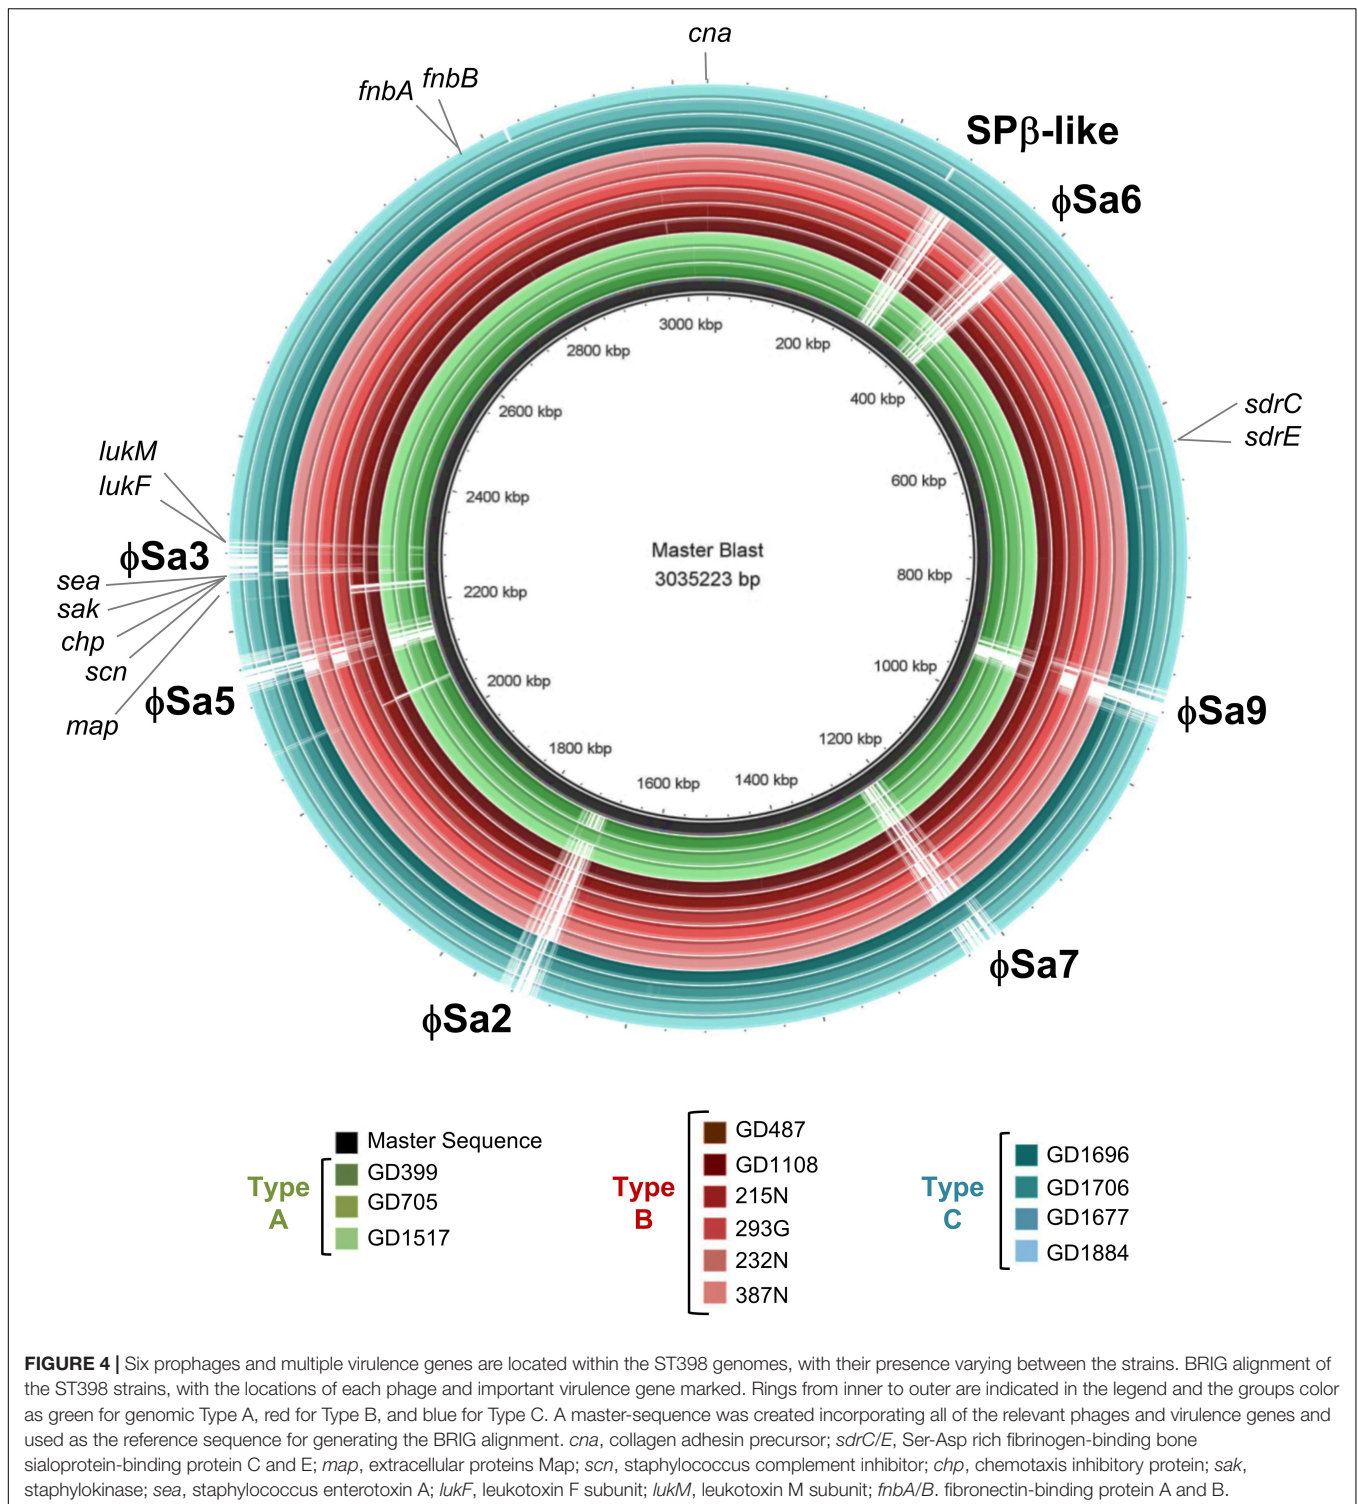 cna
fnbA fnbB
SPβ-like
ϕSa6
sdrC
sdrE
lukM
lukF
ϕSa3
sea
sak
chp
scn
map
ϕSa5
ϕSa9
ϕSa7
ϕSa2
3000 kbp
200 kbp
400 kbp
600 kbp
800 kbp
1000 kbp
1200 kbp
1400 kbp
1600 kbp
1800 kbp
2000 kbp
2200 kbp
2400 kbp
2600 kbp
2800 kbp
Master Blast
3035223 bp
Master Sequence
Type
A
GD399
GD705
GD1517
Type
B
GD487
GD1108
215N
293G
232N
387N
Type
C
GD1696
GD1706
GD1677
GD1884
FIGURE 4 | Six prophages and multiple virulence genes are located within the ST398 genomes, with their presence varying between the strains. BRIG alignment of
the ST398 strains, with the locations of each phage and important virulence gene marked. Rings from inner to outer are indicated in the legend and the groups color
as green for genomic Type A, red for Type B, and blue for Type C. A master-sequence was created incorporating all of the relevant phages and virulence genes and
used as the reference sequence for generating the BRIG alignment. cna, collagen adhesin precursor; sdrC/E, Ser-Asp rich fibrinogen-binding bone
sialoprotein-binding protein C and E; map, extracellular proteins Map; scn, staphylococcus complement inhibitor; chp, chemotaxis inhibitory protein; sak,
staphylokinase; sea, staphylococcus enterotoxin A; lukF, leukotoxin F subunit; lukM, leukotoxin M subunit; fnbA/B. fibronectin-binding protein A and B.